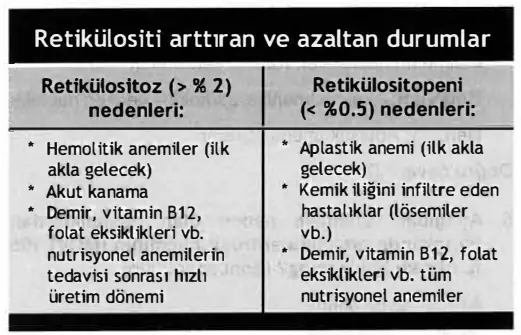 Retikülositi arttıran ve azaltan durumlar
Retikülositoz (> % 2)
nedenleri:
* Hemolitik anemiler (ilk
akla gelecek)
* Akut kanama
* Demir, vitamin B12,
folat eksiklikleri vb.
nutrisyonel anemilerin
tedavisi sonrası hızlı
üretim dönemi
Retikülositopeni
(< %0.5) nedenleri:
* Aplastik anemi (ilk akla
gelecek)
* Kemik iliğini infiltre eden
hastalıklar (lösemiler
vb.)
* Demir, vitamin B12, folat
eksiklikleri vb. tüm
nutrisyonel anemiler